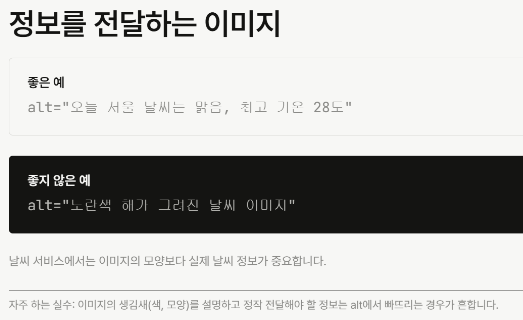 정보를 전달하는 이미지
좋은 예
alt="오늘 서울 날씨는 맑음, 최고 기온 28도"
좋지 않은 예
alt="노란색 해가 그려진 날씨 이미지"
날씨 서비스에서는 이미지의 모양보다 실제 날씨 정보가 중요합니다.
자주 하는 실수: 이미지의 생김새(색, 모양)를 설명하고 정작 전달해야 할 정보는 alt에서 빠뜨리는 경우가 흔합니다.